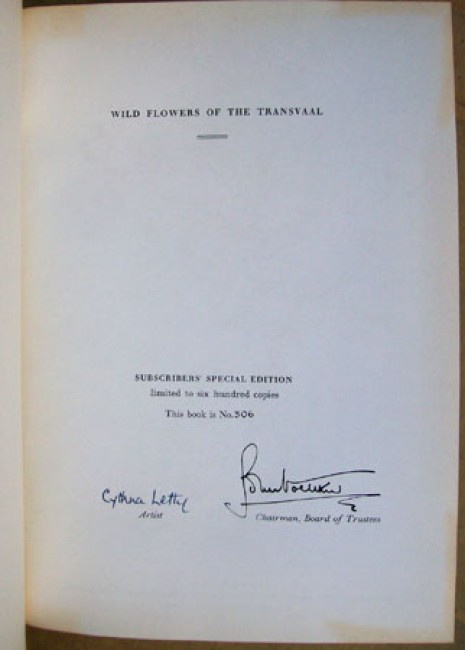 WILD FLOWERS OF THE TRANSVAAL
SUBSCRIBERS' SPECIAL EDITION
limited to six hundred copies
This book is No.506
Cythna Letty
Artist
Chairman, Board of Trustees